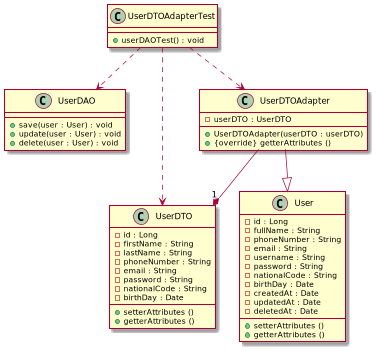 C UserDTOAdapterTest
userDAOTest() : void
C UserDAO
save(user : User) : void
update(user : User) : void
delete(user : User) : void
C UserDTOAdapter
userDTO : UserDTO
UserDTOAdapter(userDTO : userDTO)
{override} getterAttributes ()
1
C UserDTO
id : Long
firstName : String
lastName : String
phoneNumber : String
email : String
password : String
nationalCode : String
birthDay : Date
setterAttributes ()
getterAttributes ()
C User
id : Long
fullName : String
phoneNumber : String
email : String
username : String
password : String
nationalCode : String
birthDay : Date
createdAt : Date
updatedAt : Date
deletedAt : Date
setterAttributes ()
getterAttributes ()